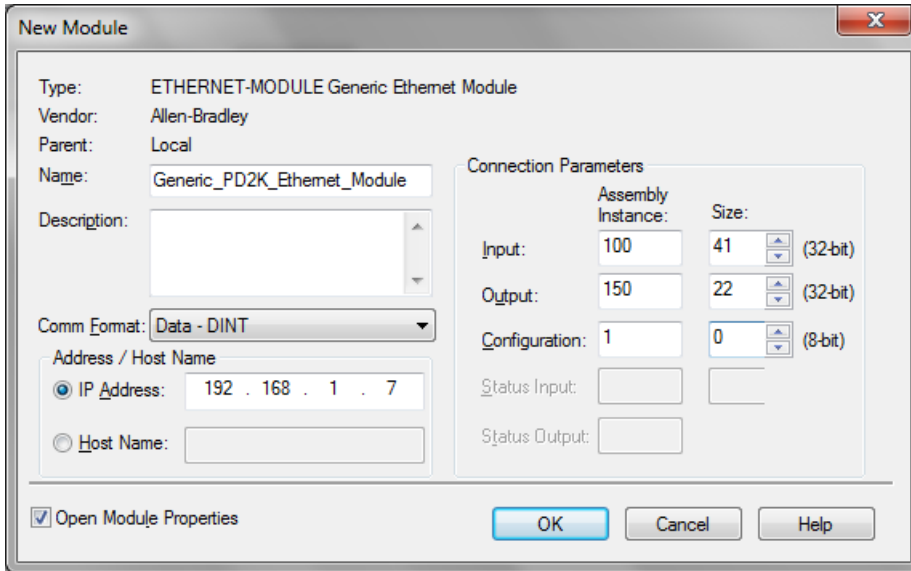 New Module
Type: ETHERNET-MODULE Generic Ethernet Module
Vendor: Allen-Bradley
Parent: Local
Name: Generic_PD2K_Ethernet_Module
Description:
Comm Format: Data - DINT
Address / Host Name
IP Address: 192 . 168 . 1 . 7
Host Name:
Connection Parameters
Assembly
Instance: Size:
Input: 100 41 (32-bit)
Output: 150 22 (32-bit)
Configuration: 1 0 (8-bit)
Status Input:
Status Output:
Open Module Properties
OK Cancel Help